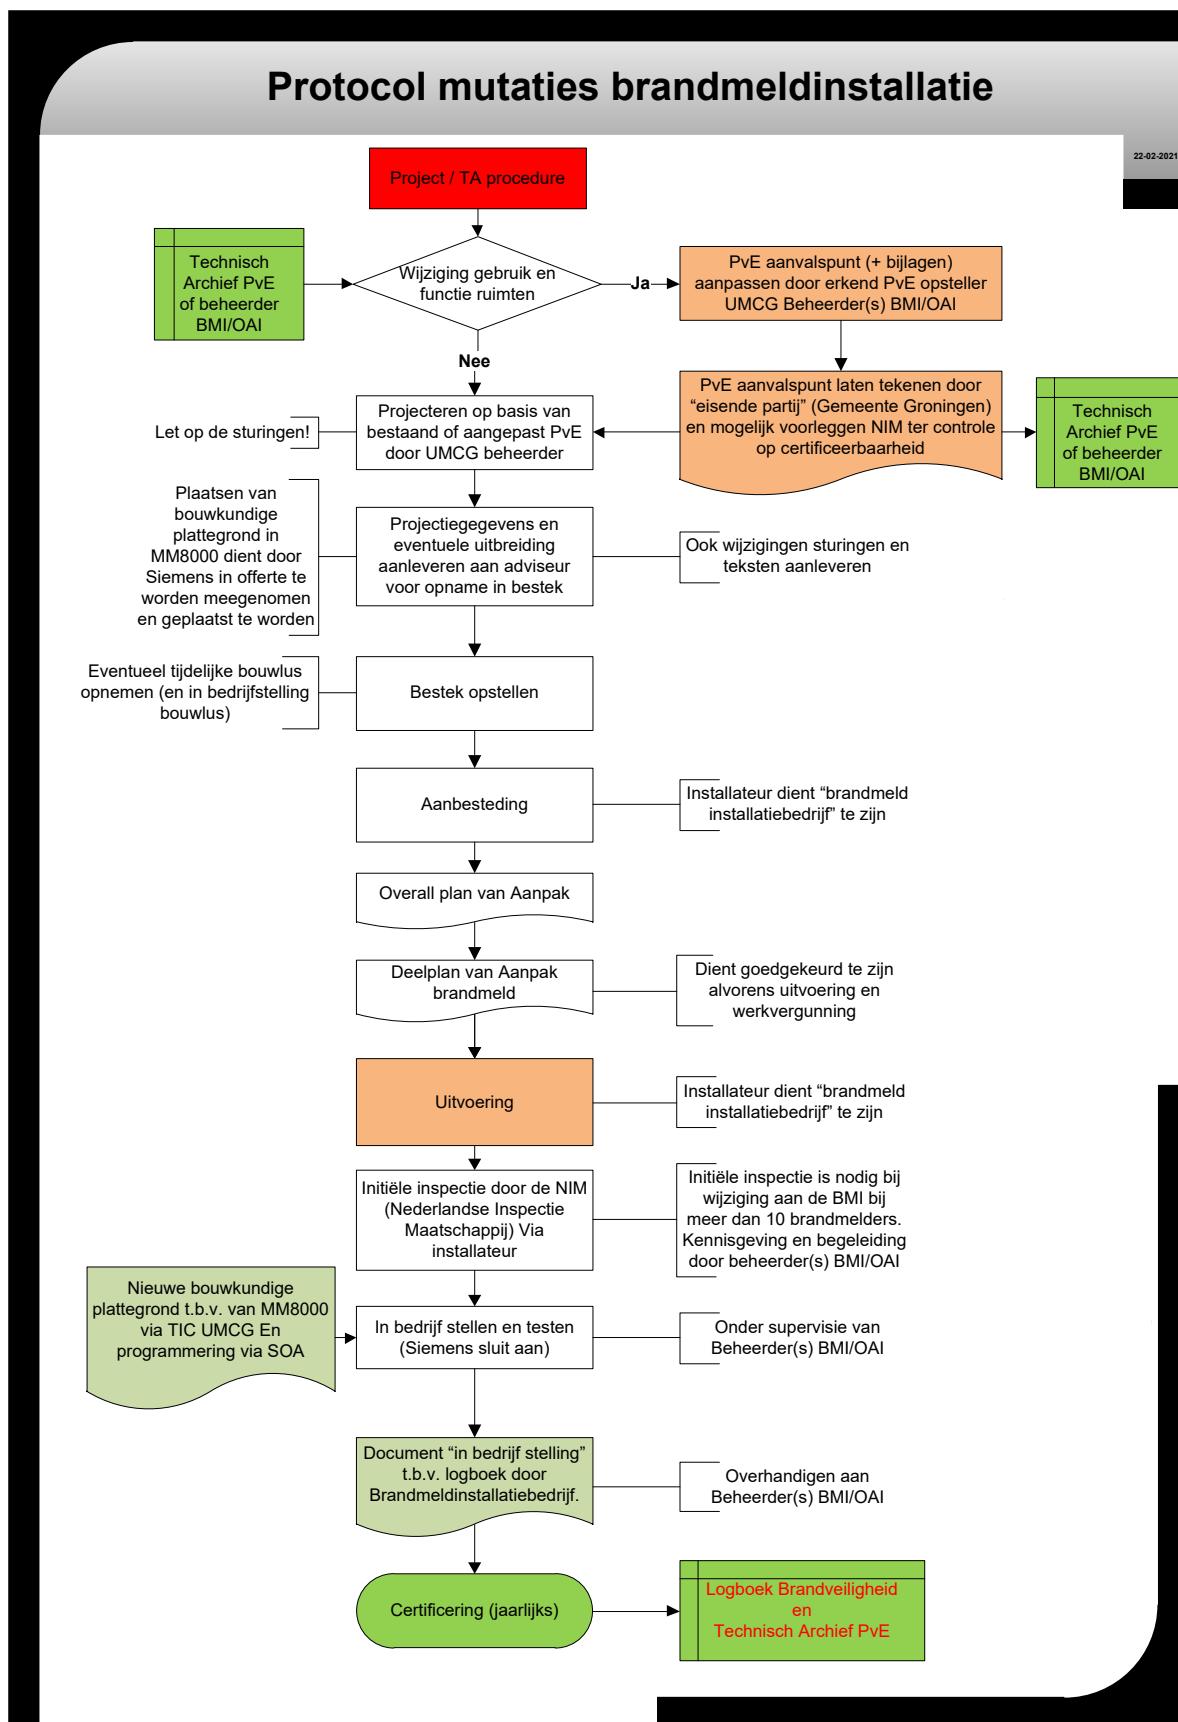 Protocol mutaties brandmeldinstallatie
22-02-2021
Project / TA procedure
Technisch
Archief PvE
of beheerder
BMI/OAI
Wijziging gebruik en
functie ruimten
Ja
PvE aanvalspunt (+ bijlagen)
aanpassen door erkend PvE opsteller
UMCG Beheerder(s) BMI/OAI
Nee
PvE aanvalspunt laten tekenen door
“eisende partij” (Gemeente Groningen)
en mogelijk voorleggen NIM ter controle
op certificeerbaarheid
Technisch
Archief PvE
of beheerder
BMI/OAI
Let op de sturingen!
Projecteren op basis van
bestaand of aangepast PvE
door UMCG beheerder
Plaatsen van
bouwkundige
plattegrond in
MM8000 dient door
Siemens in offerte te
worden meegenomen
en geplaatst te worden
Projectiegegevens en
eventuele uitbreiding
aanleveren aan adviseur
voor opname in bestek
Ook wijzigingen sturingen en
teksten aanleveren
Eventueel tijdelijke bouwlus
opnemen (en in bedrijfstelling
bouwlus)
Bestek opstellen
Aanbesteding
Installateur dient “brandmeld
installatiebedrijf” te zijn
Overall plan van Aanpak
Deelplan van Aanpak
brandmeld
Dient goedgekeurd te zijn
alvorens uitvoering en
werkvergunning
Uitvoering
Installateur dient “brandmeld
installatiebedrijf” te zijn
Initiële inspectie door de NIM
(Nederlandse Inspectie
Maatschappij) Via
installateur
Initiële inspectie is nodig bij
wijziging aan de BMI bij
meer dan 10 brandmelders.
Kennisgeving en begeleiding
door beheerder(s) BMI/OAI
Nieuwe bouwkundige
plattegrond t.b.v. van MM8000
via TIC UMCG En
programmering via SOA
In bedrijf stellen en testen
(Siemens sluit aan)
Onder supervisie van
Beheerder(s) BMI/OAI
Document “in bedrijf stelling”
t.b.v. logboek door
Brandmeldinstallatiebedrijf.
Overhandigen aan
Beheerder(s) BMI/OAI
Certificering (jaarlijks)
Logboek Brandveiligheid
en
Technisch Archief PvE